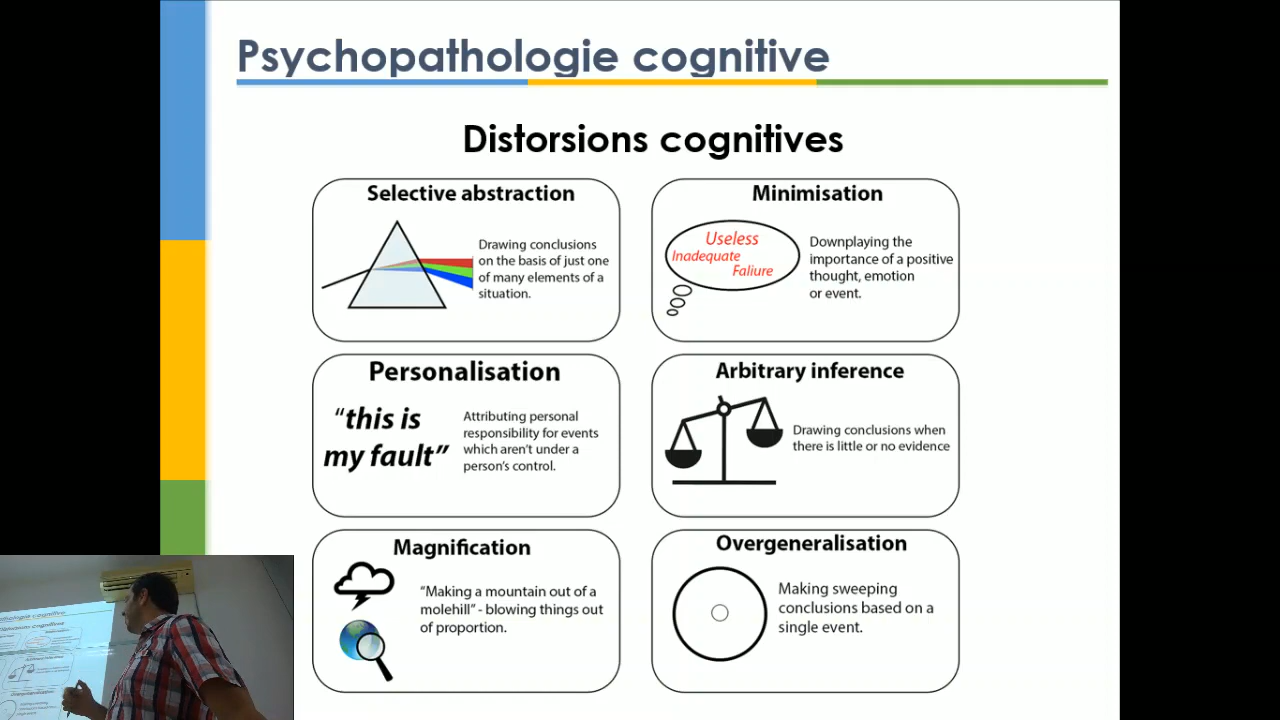 Psychopathologie cognitive
Distorsions cognitives
Selective abstraction
Drawing conclusions
on the basis of just one
of many elements of a
situation.
Minimisation
Useless
Inadequate
Faliure
Downplaying the
importance of a positive
thought, emotion
or event.
Personalisation
“this is
my fault”
Attributing personal
responsibility for events
which aren’t under a
person’s control.
Arbitrary inference
Drawing conclusions when
there is little or no evidence
Magnification
“Making a mountain out of a
molehill” - blowing things out
of proportion.
Overgeneralisation
Making sweeping
conclusions based on a
single event.